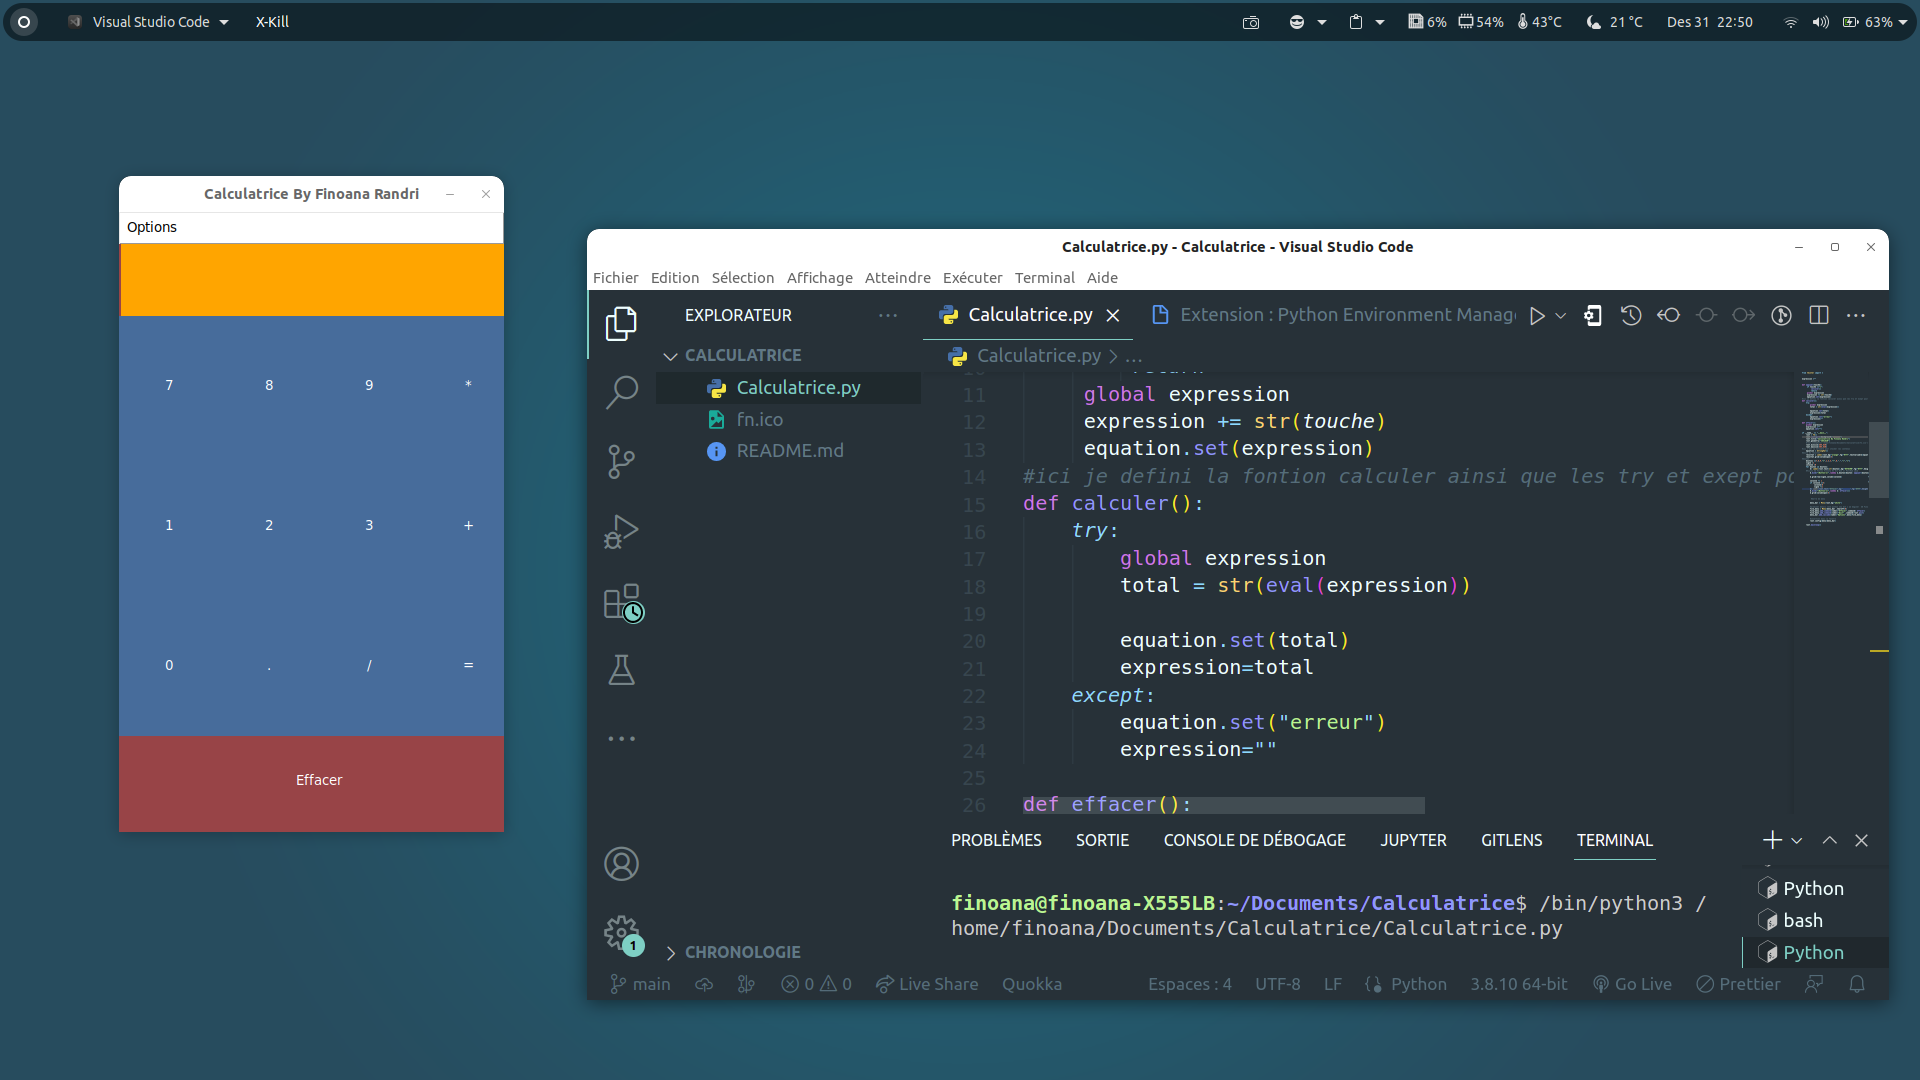 Visual Studio Code X-Kill 6% 54% 43°C 21 °C Des 31 22:50 63%
Calculatrice By Finoana Randri
Options
7 8 9 *
1 2 3 +
0 . / =
Effacer
Calculatrice.py - Calculatrice - Visual Studio Code
Fichier Edition Sélection Affichage Atteindre Exécuter Terminal Aide
EXPLORATEUR
CALCULATRICE
Calculatrice.py
fn.ico
README.md
CHRONOLOGIE
Calculatrice.py Extension : Python Environment Manag
Calculatrice.py > ...
11 global expression
12 expression += str(touche)
13 equation.set(expression)
14 #ici je defini la fontion calculer ainsi que les try et exept po
15 def calculer():
16 try:
17 global expression
18 total = str(eval(expression))
19
20 equation.set(total)
21 expression=total
22 except:
23 equation.set("erreur")
24 expression=""
25
26 def effacer():
PROBLÈMES SORTIE CONSOLE DE DÉBOGAGE JUPYTER GITLENS TERMINAL
finoana@finoana-X555LB:~/Documents/Calculatrice$ /bin/python3 /
home/finoana/Documents/Calculatrice/Calculatrice.py
Python
bash
Python
1
main 0 0 Live Share Quokka Espaces : 4 UTF-8 LF Python 3.8.10 64-bit Go Live Prettier